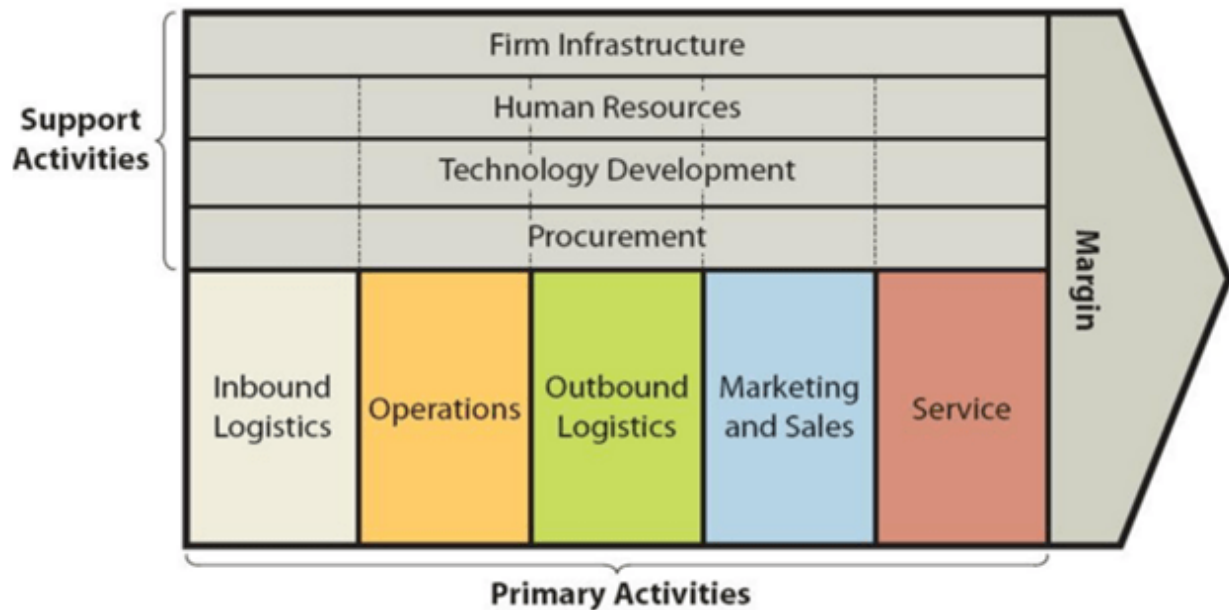 Firm Infrastructure
Human Resources
Technology Development
Procurement
Support
Activities
Inbound
Logistics
Operations
Outbound
Logistics
Marketing
and Sales
Service
Margin
Primary Activities